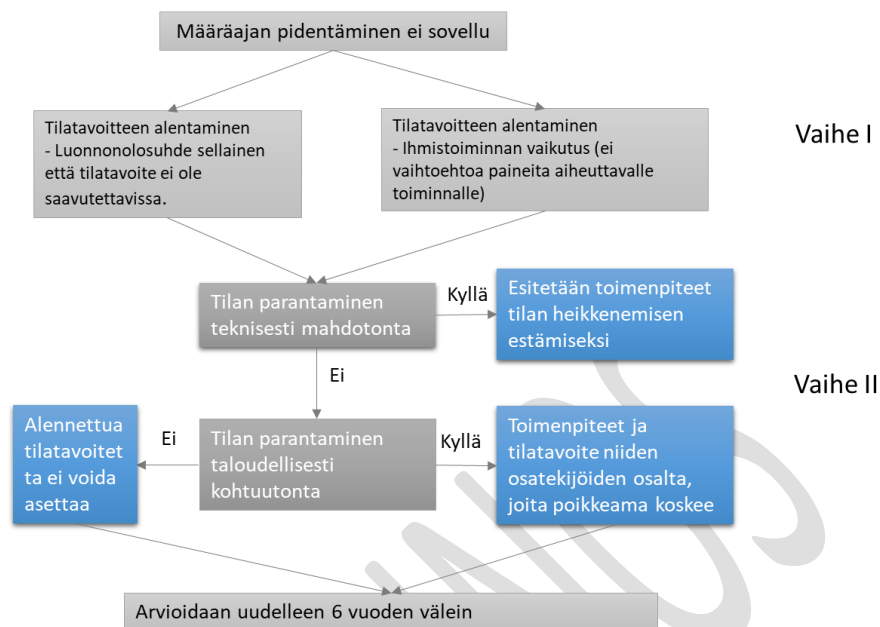 Määräajan pidentäminen ei sovellu
Tilatavoitteen alentaminen
- Luonnonolosuhde sellainen
että tilatavoite ei ole
saavutettavissa.
Tilatavoitteen alentaminen
- Ihmistoiminnan vaikutus (ei
vaihtoehtoa paineita aiheuttavalle
toiminnalle)
Vaihe I
Tilan parantaminen
teknisesti mahdotonta
Kyllä
Esitetään toimenpiteet
tilan heikkenemisen
estämiseksi
Ei
Vaihe II
Alennettua
tilatavoitet
ta ei voida
asettaa
Ei
Tilan parantaminen
taloudellisesti
kohtuutonta
Kyllä
Toimenpiteet ja
tilatavoite niiden
osatekijöiden osalta,
joita poikkeama koskee
Arvioidaan uudelleen 6 vuoden välein